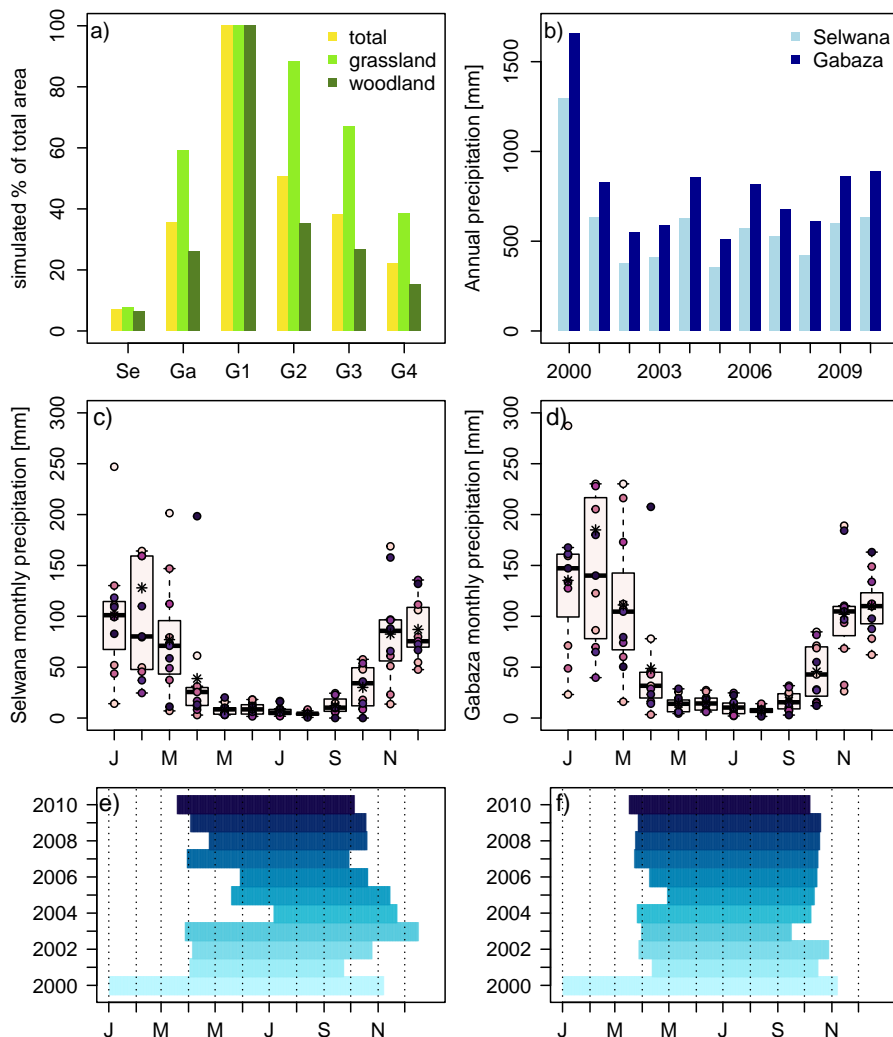 a)
total
grassland
woodland
simulated % of total area
0 20 40 60 80 100
Se Ga G1 G2 G3 G4
b)
Selwana
Gabaza
Annual precipitation [mm]
0 500 1000 1500
2000 2003 2006 2009
c)
Selwana monthly precipitation [mm]
0 50 100 150 200 250 300
J M M J S N
d)
Gabaza monthly precipitation [mm]
0 50 100 150 200 250 300
J M M J S N
e)
2010
2008
2006
2004
2002
2000
J M M J S N
f)
2010
2008
2006
2004
2002
2000
J M M J S N